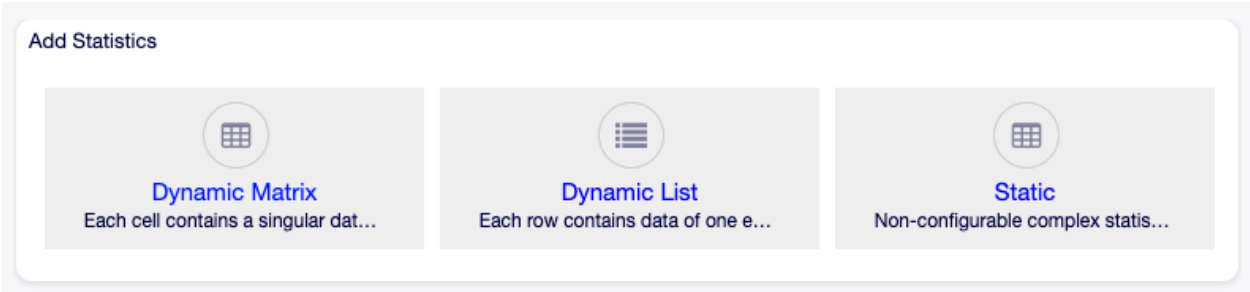 Add Statistics
Dynamic Matrix
Each cell contains a singular dat...
Dynamic List
Each row contains data of one e...
Static
Non-configurable complex statis...